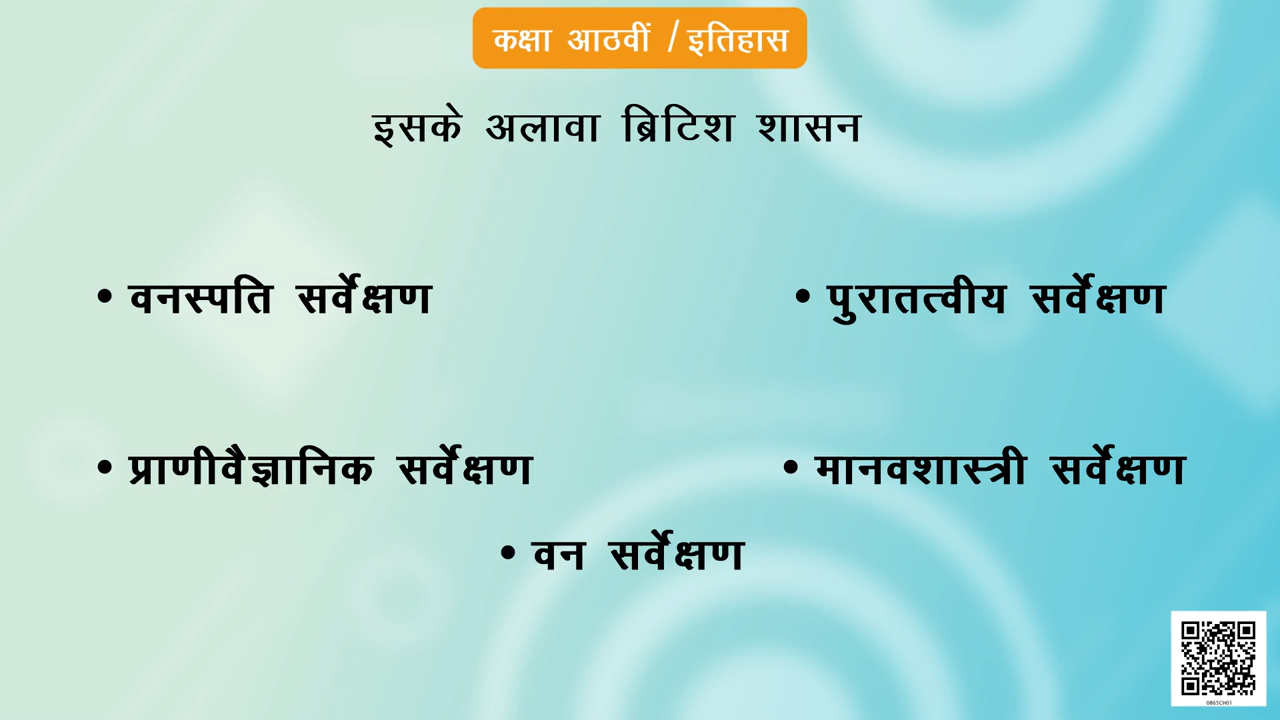 कक्षा आठवीं / इतिहास
इसके अलावा ब्रिटिश शासन
• वनस्पति सर्वेक्षण
• पुरातत्वीय सर्वेक्षण
• प्राणीवैज्ञानिक सर्वेक्षण
• मानवशास्त्री सर्वेक्षण
• वन सर्वेक्षण
0865CH01